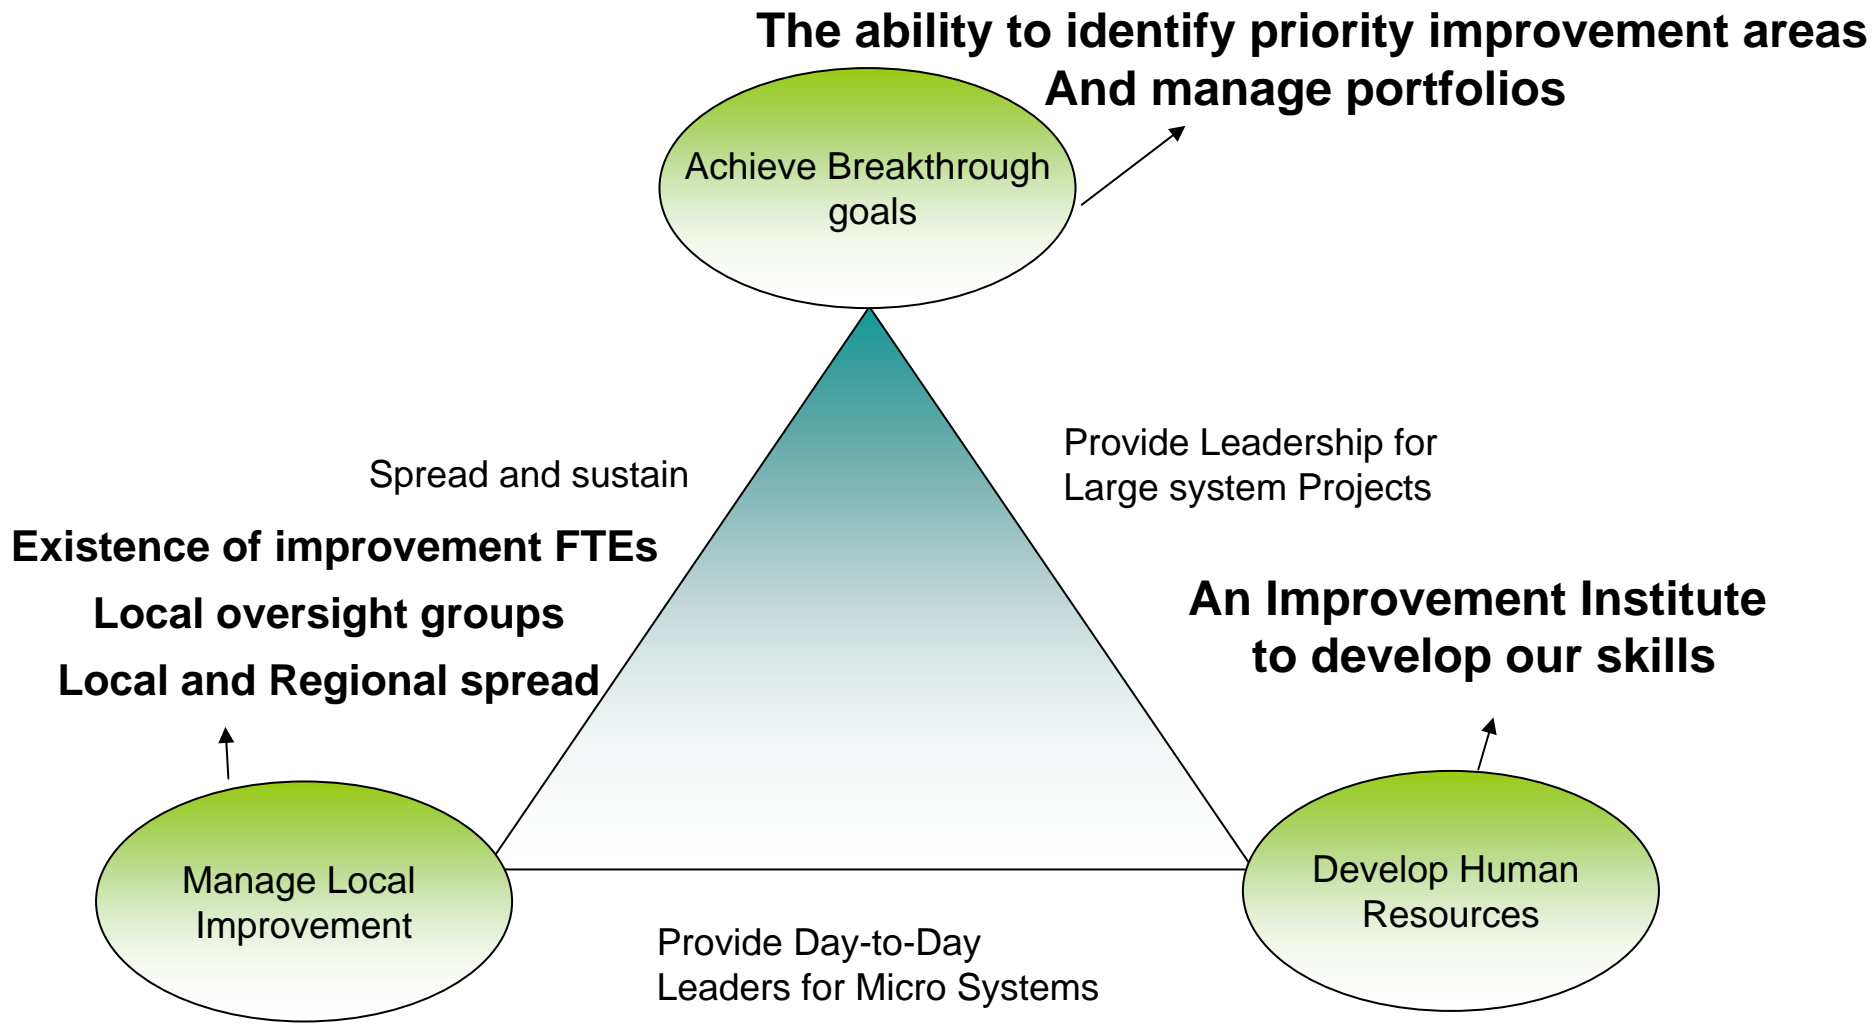 The ability to identify priority improvement areas
And manage portfolios
Achieve Breakthrough
goals
Spread and sustain
Provide Leadership for
Large system Projects
Existence of improvement FTEs
Local oversight groups
Local and Regional spread
An Improvement Institute
to develop our skills
Manage Local
Improvement
Develop Human
Resources
Provide Day-to-Day
Leaders for Micro Systems